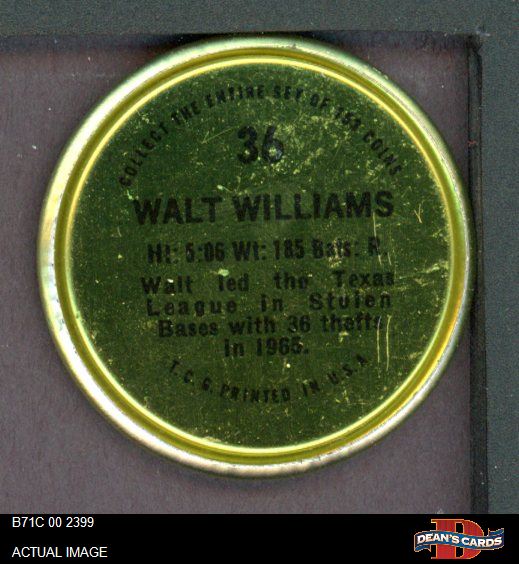 COLLECT THE ENTIRE SET OF 153 COINS
36
WALT WILLIAMS
Ht: 5:06 Wt: 185 Bats: R.
Walt led the Texas
League in Stolen
Bases with 36 thefts
in 1965.
T.C.G. PRINTED IN U.S.A.
B71C 00 2399
ACTUAL IMAGE
D
DEAN'S CARDS